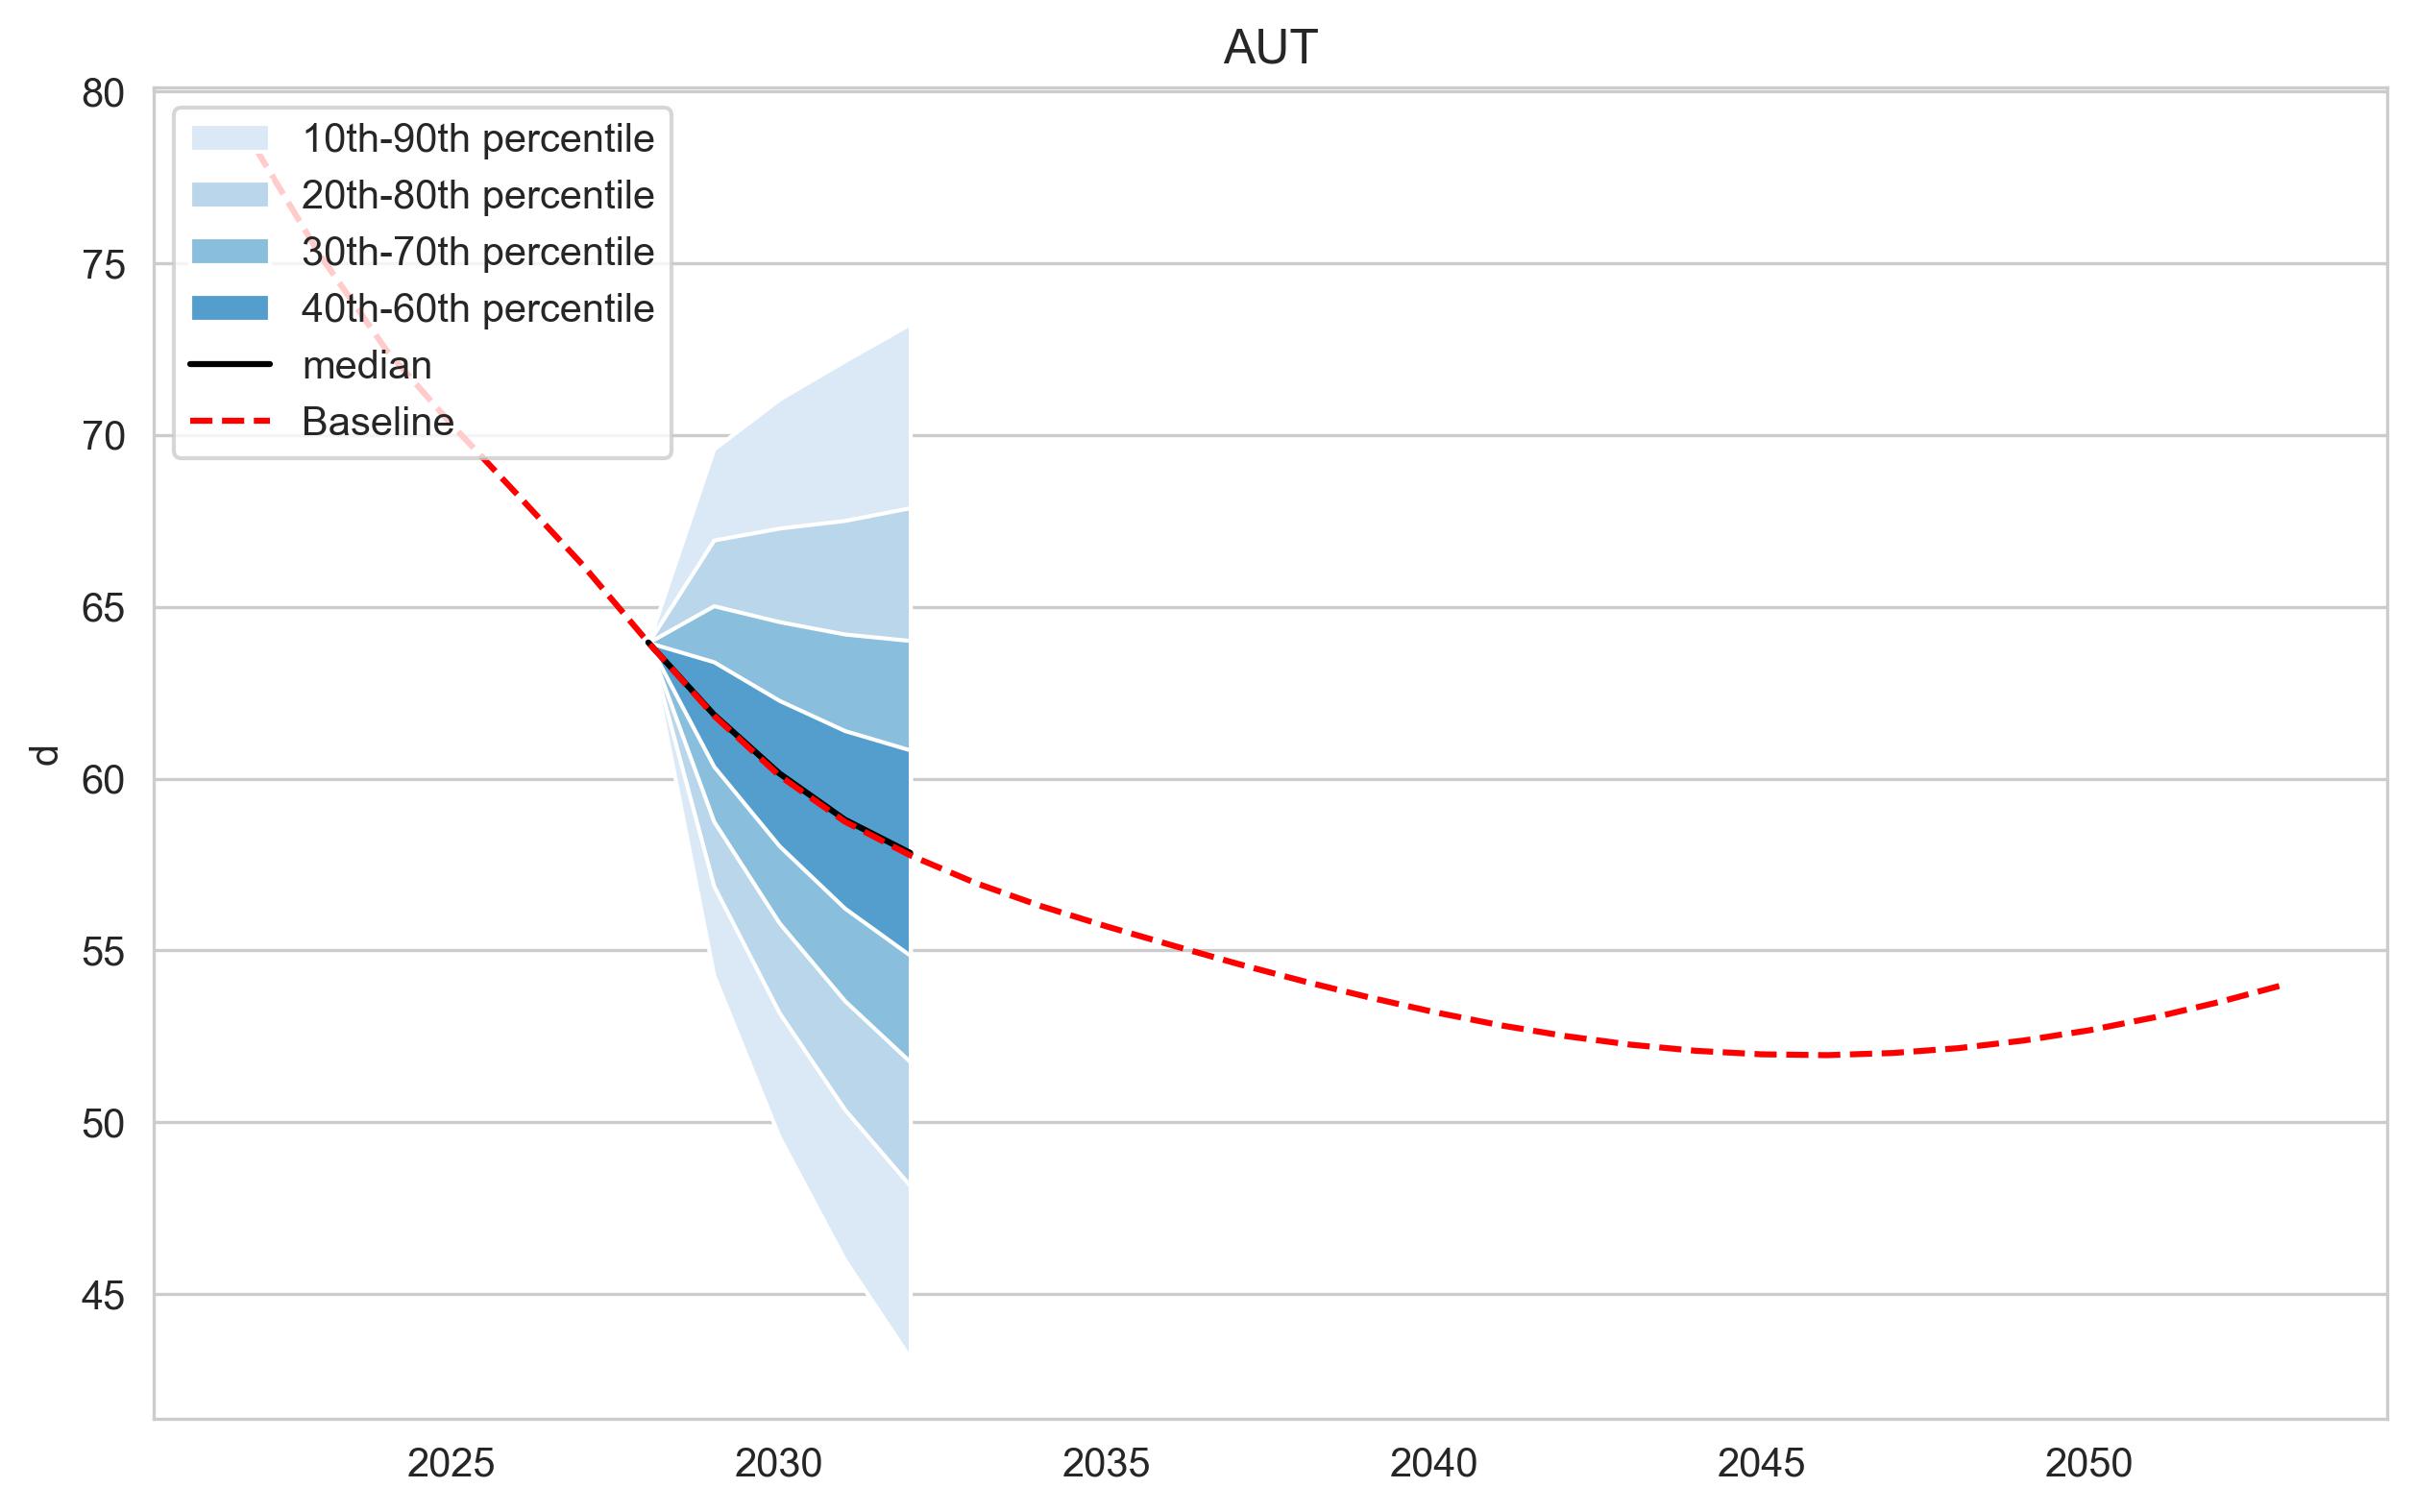 AUT
80
75
70
65
60
55
50
45
d
10th-90th percentile
20th-80th percentile
30th-70th percentile
40th-60th percentile
median
Baseline
2025 2030 2035 2040 2045 2050